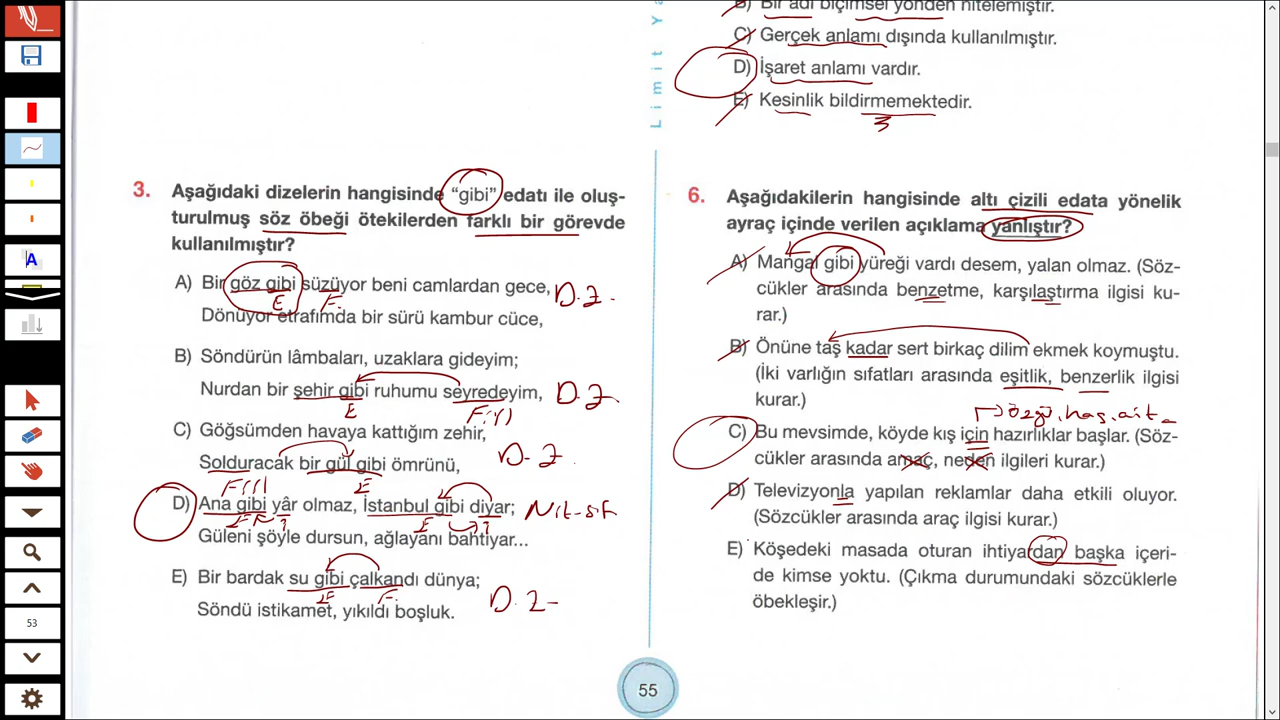 B) Bir adı biçimsel yönden nitelemiştir.
C) Gerçek anlamı dışında kullanılmıştır.
D) İşaret anlamı vardır.
E) Kesinlik bildirmemektedir.
Limit Y
3. Aşağıdaki dizelerin hangisinde “gibi” edatı ile oluş-
turulmuş söz öbeği ötekilerden farklı bir görevde
kullanılmıştır?
A) Bir göz gibi süzüyor beni camlardan gece,
E F.
D.Z.
Dönüyor etrafımda bir sürü kambur cüce,
B) Söndürün lâmbaları, uzaklara gideyim;
Nurdan bir şehir gibi ruhumu seyredeyim,
E
D.Z
C) Göğsümden havaya kattığım zehir,
Solduracak bir gül gibi ömrünü,
E
D.Z.
D) Ana gibi yâr olmaz, İstanbul gibi diyar;
E
Nit-sıf
Güleni şöyle dursun, ağlayanı bahtiyar...
E) Bir bardak su gibi çalkandı dünya;
E F.
D.Z
Söndü istikamet, yıkıldı boşluk.
6. Aşağıdakilerin hangisinde altı çizili edata yönelik
ayraç içinde verilen açıklama yanlıştır?
A) Mangal gibi yüreği vardı desem, yalan olmaz. (Söz-
cükler arasında benzetme, karşılaştırma ilgisi ku-
rar.)
B) Önüne taş kadar sert birkaç dilim ekmek koymuştu.
(İki varlığın sıfatları arasında eşitlik, benzerlik ilgisi
kurar.)
özgü, has, ait
C) Bu mevsimde, köyde kış için hazırlıklar başlar. (Söz-
cükler arasında amaç, neden ilgileri kurar.)
D) Televizyonla yapılan reklamlar daha etkili oluyor.
(Sözcükler arasında araç ilgisi kurar.)
E) Köşedeki masada oturan ihtiyardan başka içeri-
de kimse yoktu. (Çıkma durumundaki sözcüklerle
öbekleşir.)
55
A
53